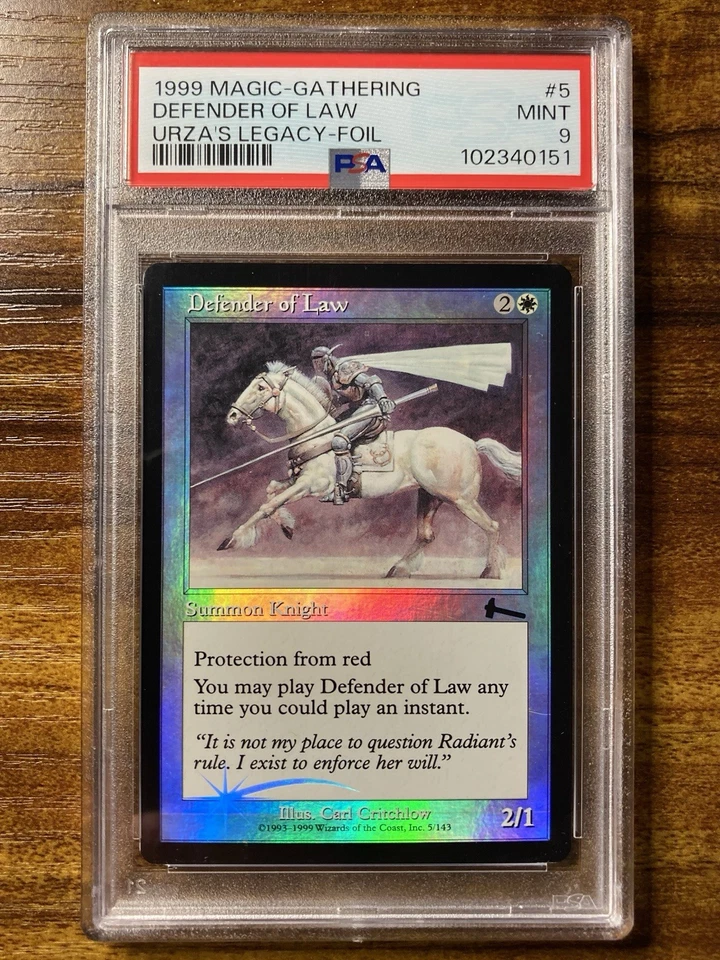 1999 MAGIC-GATHERING #5
DEFENDER OF LAW MINT
URZA'S LEGACY-FOIL 9
PSA 102340151
Defender of Law 2
Summon Knight
Protection from red
You may play Defender of Law any
time you could play an instant.
"It is not my place to question Radiant's
rule. I exist to enforce her will."
Illus. Carl Critchlow 2/1
©1993-1999 Wizards of the Coast, Inc. 5/143
PSA